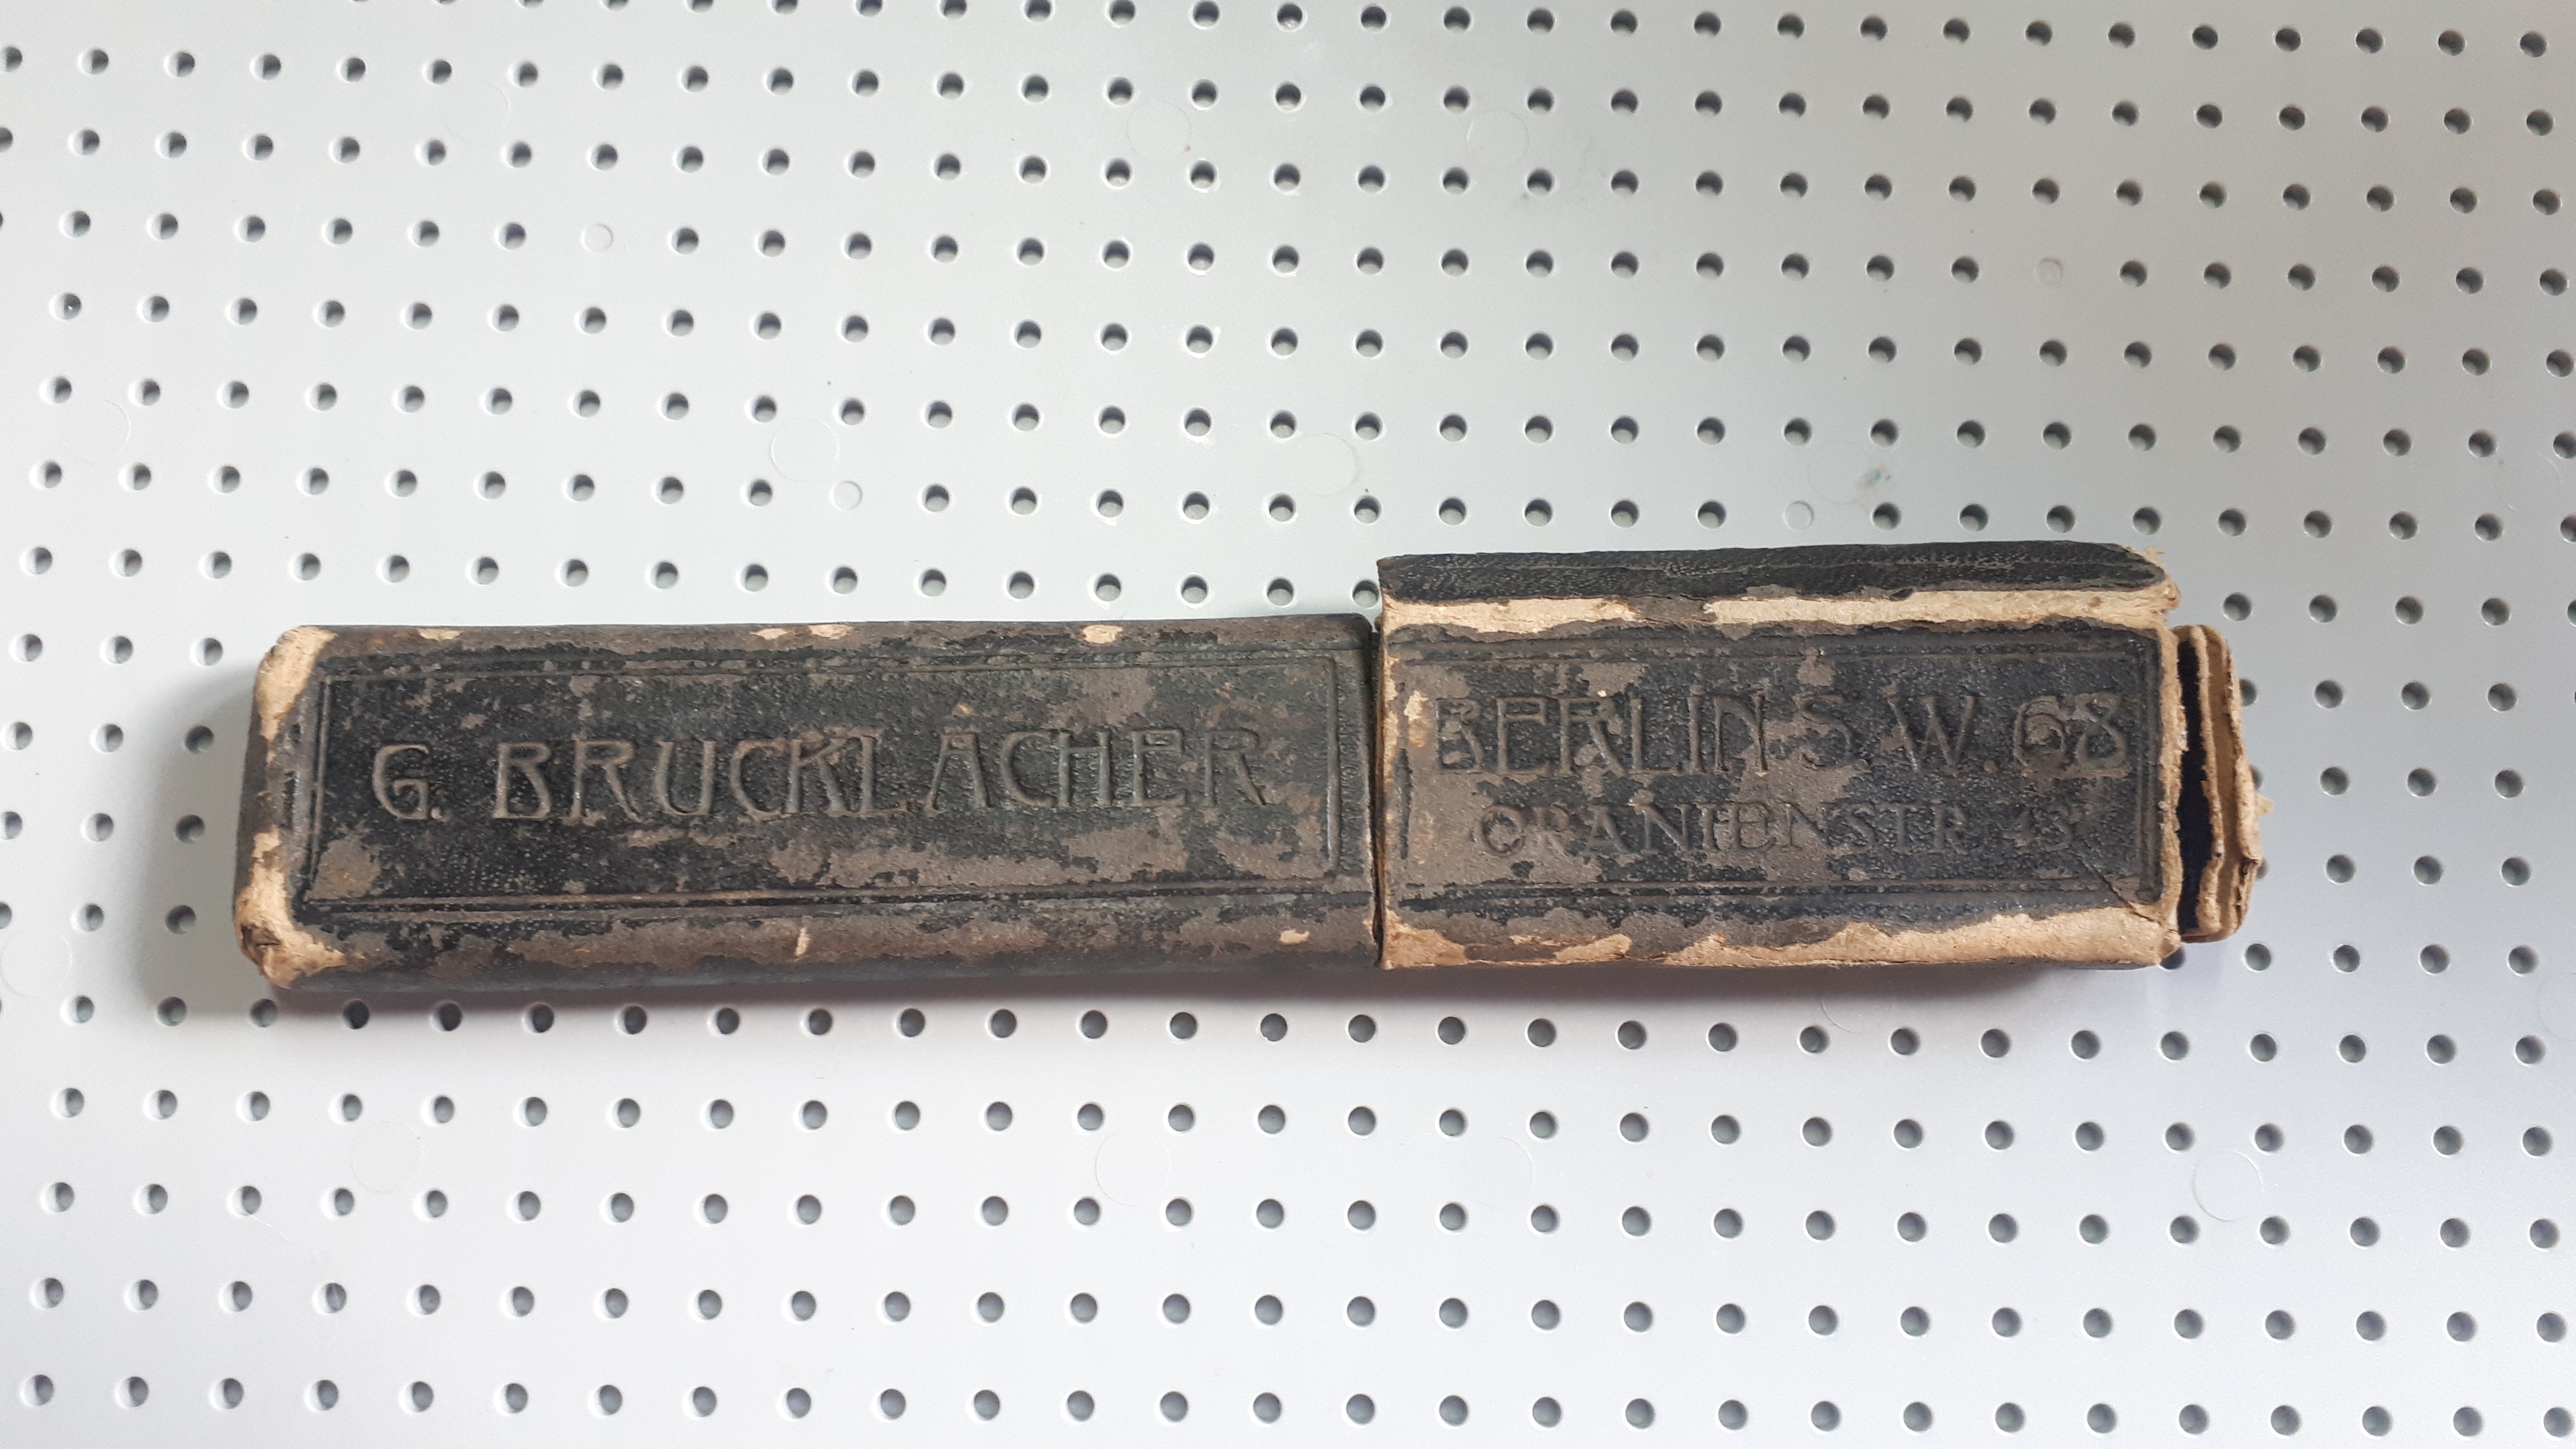 G. BRUCKLACHER
BERLIN S. W. 68
ORANIENSTR. 43